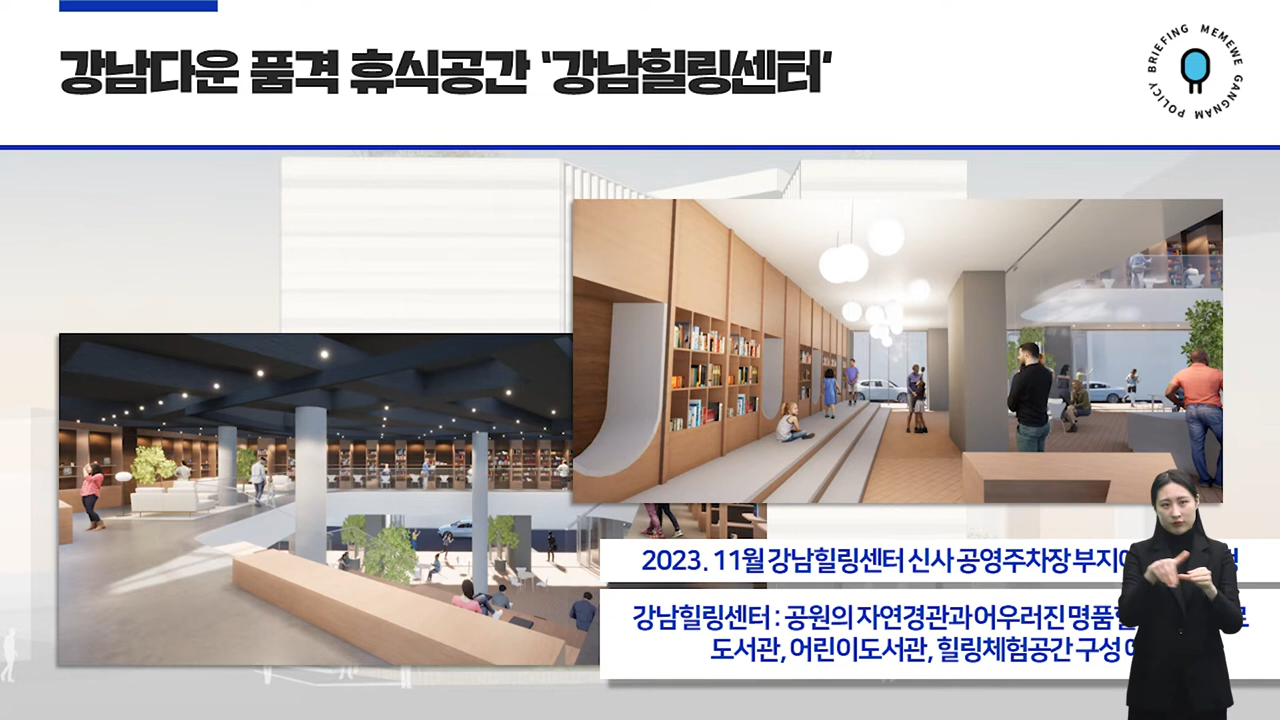 강남다운 품격 휴식공간 '강남힐링센터'
MEMEWE GANGNAM POLICY BRIEFING
2023. 11월 강남힐링센터 신사 공영주차장 부지에
강남힐링센터 : 공원의 자연경관과 어우러진 명품힐
도서관, 어린이도서관, 힐링체험공간 구성